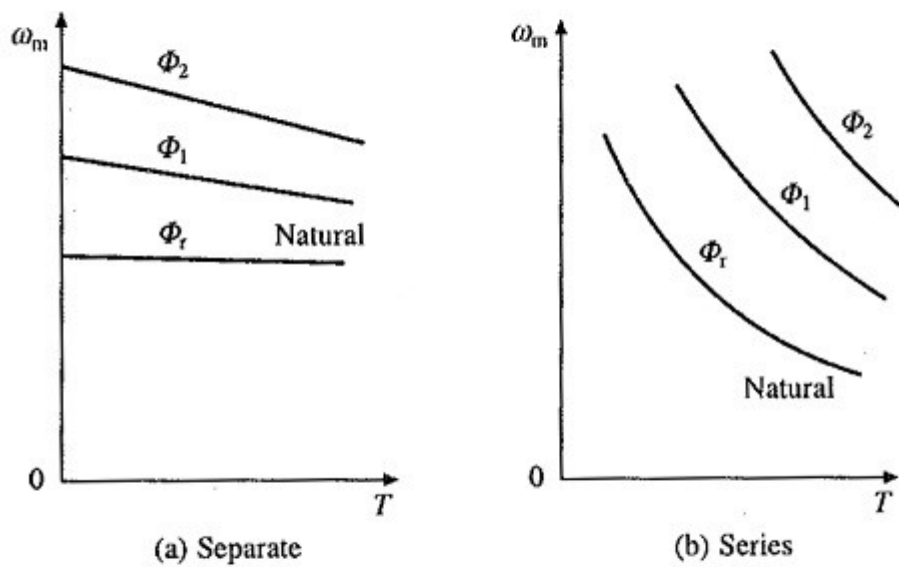 ωm
Φ2
Φ1
Φr
Natural
0
T
(a) Separate
ωm
Φ2
Φ1
Φr
Natural
0
T
(b) Series